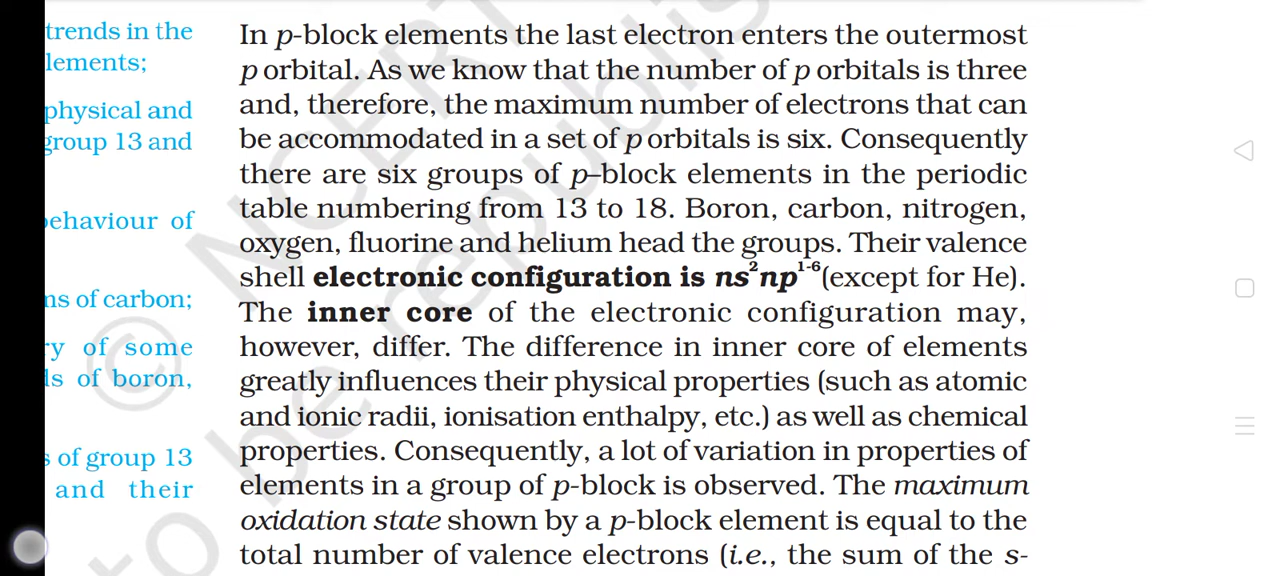 trends in the
lements;
physical and
group 13 and
ehaviour of
ms of carbon;
ry of some
ls of boron,
s of group 13
and their
In p-block elements the last electron enters the outermost
p orbital. As we know that the number of p orbitals is three
and, therefore, the maximum number of electrons that can
be accommodated in a set of p orbitals is six. Consequently
there are six groups of p–block elements in the periodic
table numbering from 13 to 18. Boron, carbon, nitrogen,
oxygen, fluorine and helium head the groups. Their valence
shell electronic configuration is ns²np¹⁻⁶(except for He).
The inner core of the electronic configuration may,
however, differ. The difference in inner core of elements
greatly influences their physical properties (such as atomic
and ionic radii, ionisation enthalpy, etc.) as well as chemical
properties. Consequently, a lot of variation in properties of
elements in a group of p-block is observed. The maximum
oxidation state shown by a p-block element is equal to the
total number of valence electrons (i.e., the sum of the s-
© NCERT
to be republis